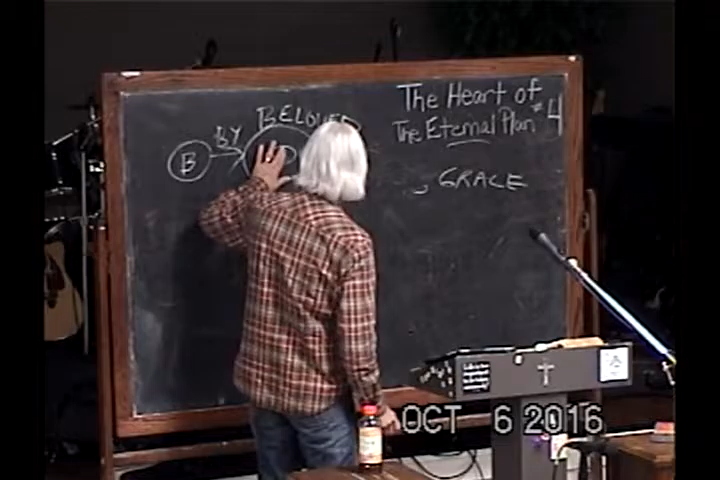 The Heart of
The Eternal Plan #4
BELOVED
BY
B
GRACE
OCT 6 2016